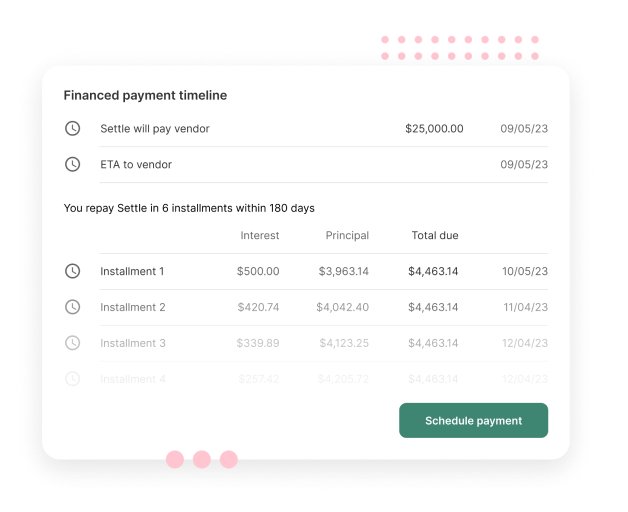 Financed payment timeline
Settle will pay vendor $25,000.00 09/05/23
ETA to vendor 09/05/23
You repay Settle in 6 installments within 180 days
Interest Principal Total due
Installment 1 $500.00 $3,963.14 $4,463.14 10/05/23
Installment 2 $420.74 $4,042.40 $4,463.14 11/04/23
Installment 3 $339.89 $4,123.25 $4,463.14 12/04/23
Installment 4 $257.42 $4,205.72 $4,463.14 12/04/23
Schedule payment